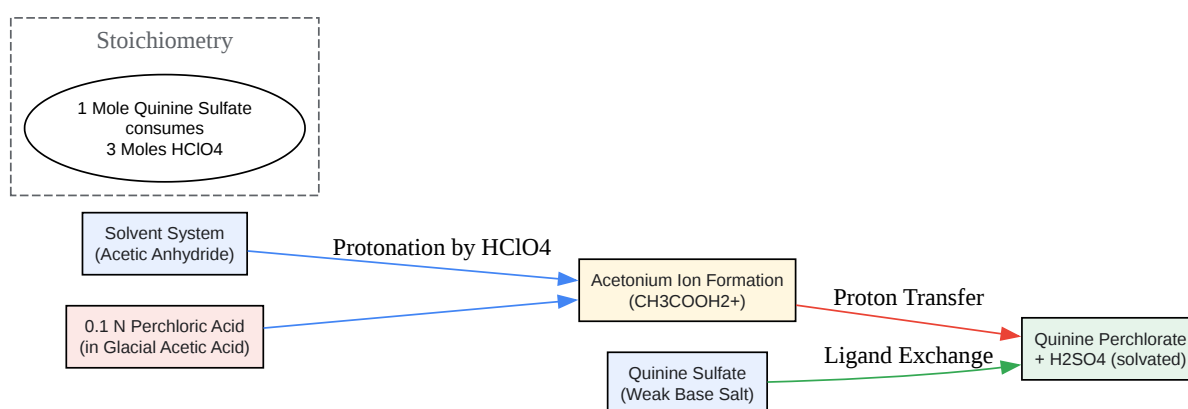 Stoichiometry
1 Mole Quinine Sulfate
consumes
3 Moles HClO4
Solvent System
(Acetic Anhydride)
Protonation by HClO4
0.1 N Perchloric Acid
(in Glacial Acetic Acid)
Acetonium Ion Formation
(CH3COOH2+)
Proton Transfer
Quinine Sulfate
(Weak Base Salt)
Ligand Exchange
Quinine Perchlorate
+ H2SO4 (solvated)